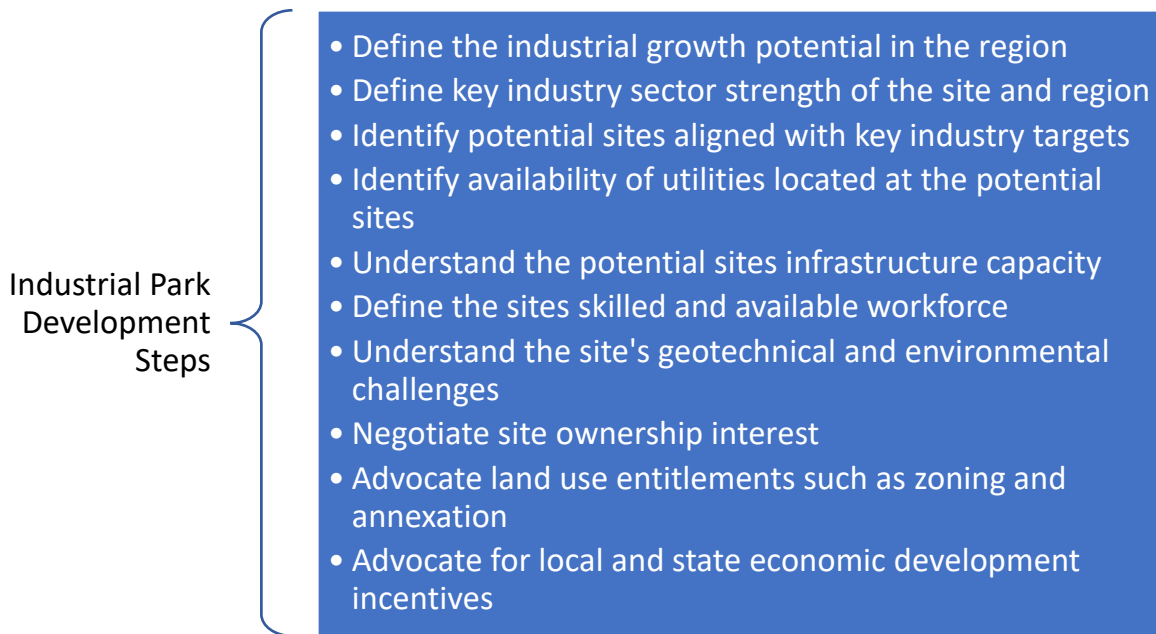 Industrial Park
Development
Steps
• Define the industrial growth potential in the region
• Define key industry sector strength of the site and region
• Identify potential sites aligned with key industry targets
• Identify availability of utilities located at the potential
sites
• Understand the potential sites infrastructure capacity
• Define the sites skilled and available workforce
• Understand the site's geotechnical and environmental
challenges
• Negotiate site ownership interest
• Advocate land use entitlements such as zoning and
annexation
• Advocate for local and state economic development
incentives